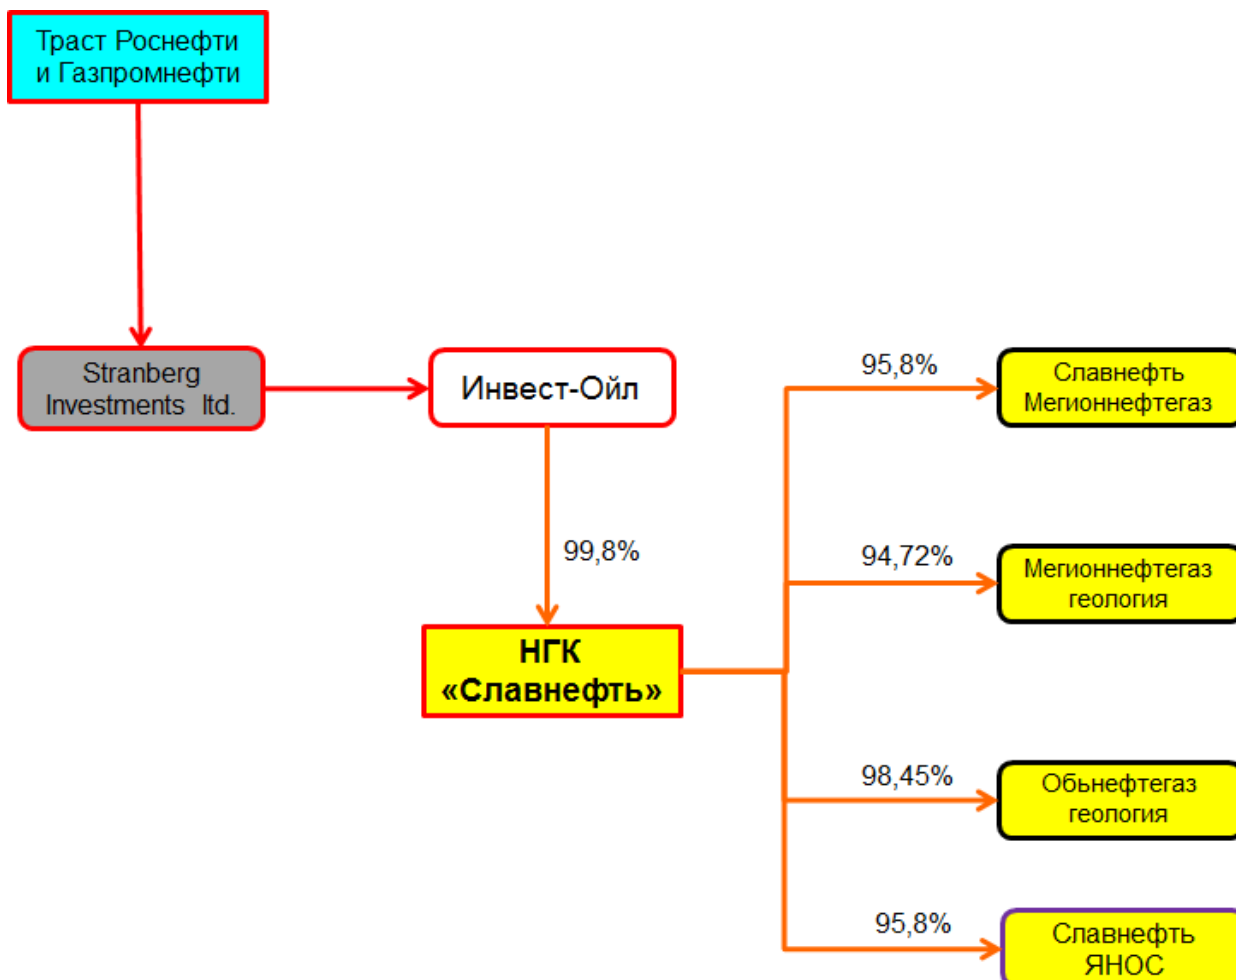 Траст Роснефти
и Газпромнефти
Stranberg
Investments ltd.
Инвест-Ойл
99,8%
НГК
«Славнефть»
95,8%
Славнефть
Мегионнефтегаз
94,72%
Мегионнефтегаз
геология
98,45%
Обьнефтегаз
геология
95,8%
Славнефть
ЯНОС